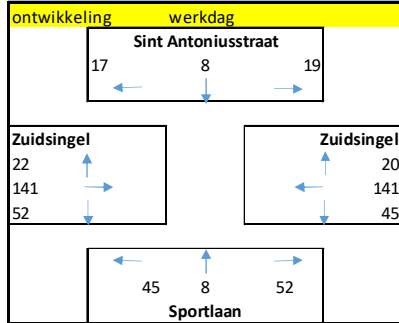 ontwikkeling werkdag
Sint Antoniusstraat
17 8 19
Zuidsingel Zuidsingel
22 20
141 141
52 45
45 8 52
Sportlaan